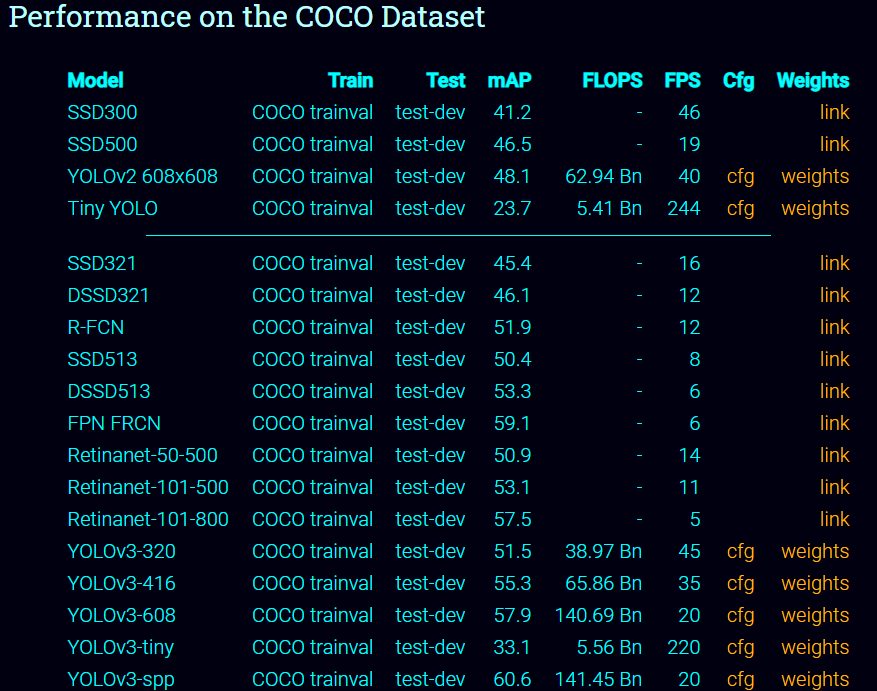 Performance on the COCO Dataset
Model Train Test mAP FLOPS FPS Cfg Weights
SSD300 COCO trainval test-dev 41.2 - 46 link
SSD500 COCO trainval test-dev 46.5 - 19 link
YOLOv2 608x608 COCO trainval test-dev 48.1 62.94 Bn 40 cfg weights
Tiny YOLO COCO trainval test-dev 23.7 5.41 Bn 244 cfg weights
SSD321 COCO trainval test-dev 45.4 - 16 link
DSSD321 COCO trainval test-dev 46.1 - 12 link
R-FCN COCO trainval test-dev 51.9 - 12 link
SSD513 COCO trainval test-dev 50.4 - 8 link
DSSD513 COCO trainval test-dev 53.3 - 6 link
FPN FRCN COCO trainval test-dev 59.1 - 6 link
Retinanet-50-500 COCO trainval test-dev 50.9 - 14 link
Retinanet-101-500 COCO trainval test-dev 53.1 - 11 link
Retinanet-101-800 COCO trainval test-dev 57.5 - 5 link
YOLOv3-320 COCO trainval test-dev 51.5 38.97 Bn 45 cfg weights
YOLOv3-416 COCO trainval test-dev 55.3 65.86 Bn 35 cfg weights
YOLOv3-608 COCO trainval test-dev 57.9 140.69 Bn 20 cfg weights
YOLOv3-tiny COCO trainval test-dev 33.1 5.56 Bn 220 cfg weights
YOLOv3-spp COCO trainval test-dev 60.6 141.45 Bn 20 cfg weights